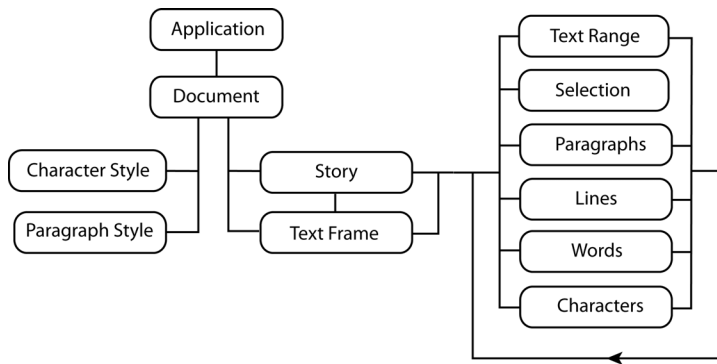 Application
Document
Character Style
Paragraph Style
Story
Text Frame
Text Range
Selection
Paragraphs
Lines
Words
Characters